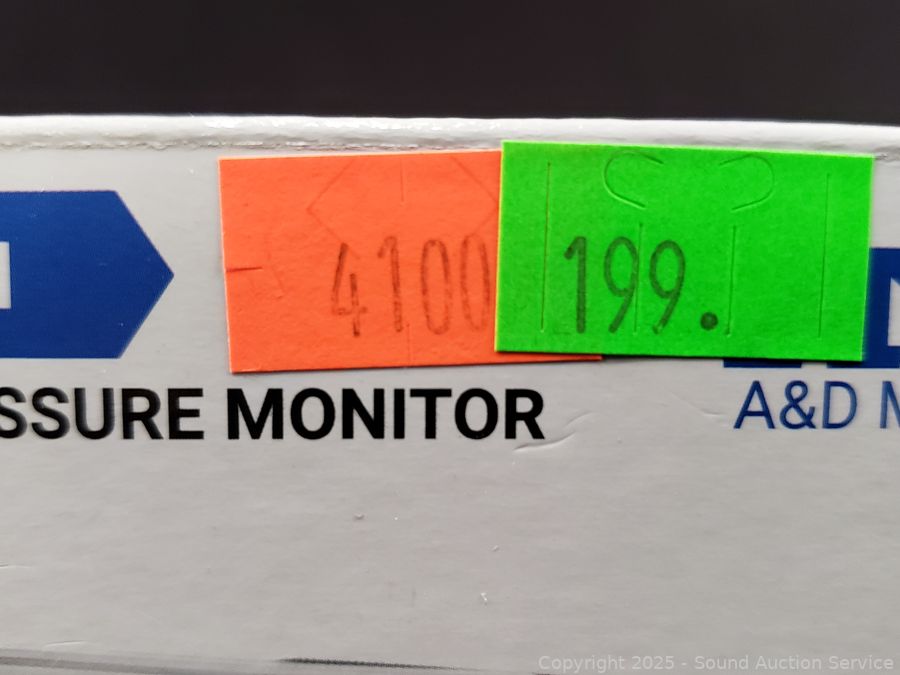 4100
199.
SSURE MONITOR
A&D
Copyright 2025 - Sound Auction Service